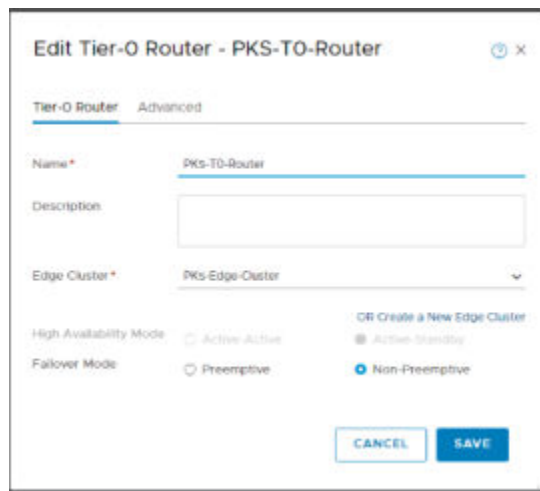 Edit Tier-0 Router - PKS-T0-Router
Tier-0 Router Advanced
Name* PKS-T0-Router
Description
Edge Cluster* PKs-Edge-Cluster
OR Create a New Edge Cluster
High Availability Mode Active-Active Active-Standby
Failover Mode Preemptive Non-Preemptive
CANCEL SAVE